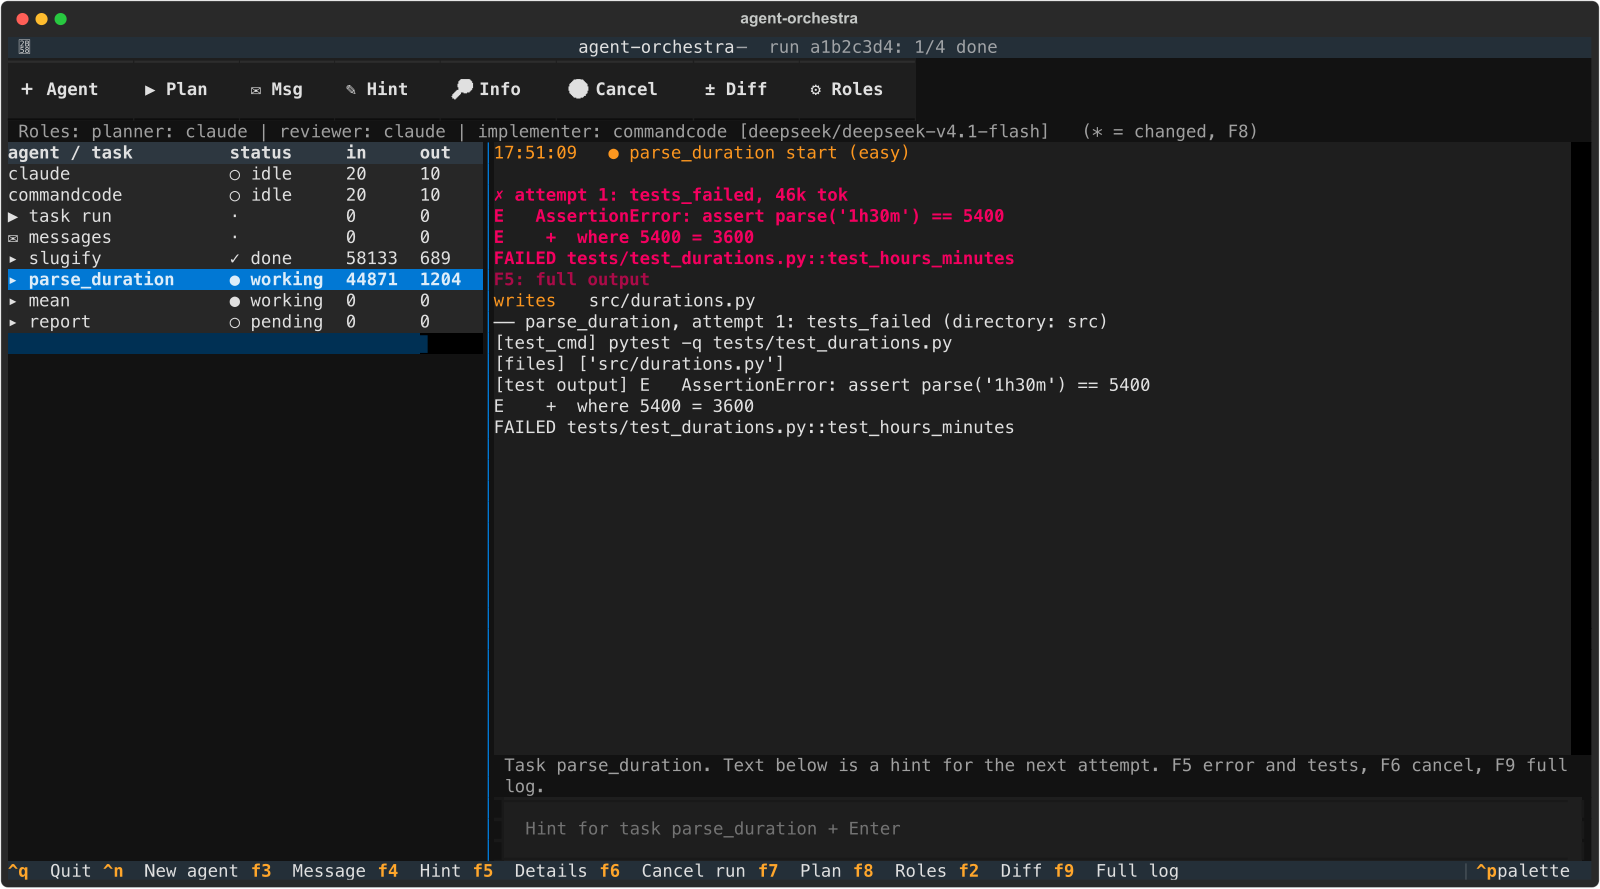 agent-orchestra
agent-orchestra— run a1b2c3d4: 1/4 done
+ Agent ▶ Plan ✉ Msg ✎ Hint Info Cancel ± Diff ⚙ Roles
Roles: planner: claude | reviewer: claude | implementer: commandcode [deepseek/deepseek-v4.1-flash] (* = changed, F8)
agent / task status in out
claude ○ idle 20 10
commandcode ○ idle 20 10
▶ task run · 0 0
✉ messages · 0 0
▸ slugify ✓ done 58133 689
▸ parse_duration ● working 44871 1204
▸ mean ● working 0 0
▸ report ○ pending 0 0
17:51:09 ● parse_duration start (easy)
✗ attempt 1: tests_failed, 46k tok
E AssertionError: assert parse('1h30m') == 5400
E + where 5400 = 3600
FAILED tests/test_durations.py::test_hours_minutes
F5: full output
writes src/durations.py
—— parse_duration, attempt 1: tests_failed (directory: src)
[test_cmd] pytest -q tests/test_durations.py
[files] ['src/durations.py']
[test output] E AssertionError: assert parse('1h30m') == 5400
E + where 5400 = 3600
FAILED tests/test_durations.py::test_hours_minutes
Task parse_duration. Text below is a hint for the next attempt. F5 error and tests, F6 cancel, F9 full
log.
Hint for task parse_duration + Enter
^q Quit ^n New agent f3 Message f4 Hint f5 Details f6 Cancel run f7 Plan f8 Roles f2 Diff f9 Full log ^ppalette